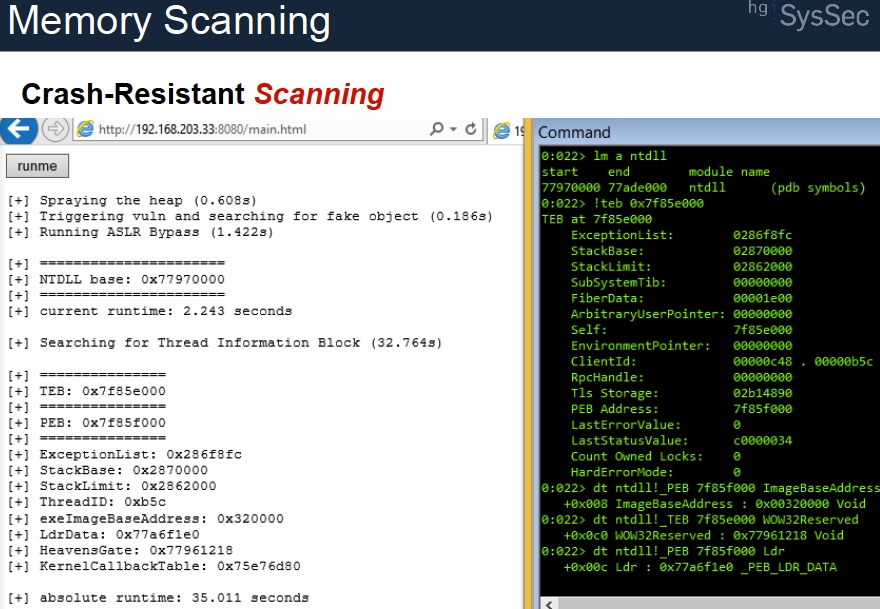 Memory Scanning
hg SysSec
Crash-Resistant Scanning
http://192.168.203.33:8080/main.html
19
runme
[+] Spraying the heap (0.608s)
[+] Triggering vuln and searching for fake object (0.186s)
[+] Running ASLR Bypass (1.422s)
[+] ======================
[+] NTDLL base: 0x77970000
[+] ======================
[+] current runtime: 2.243 seconds
[+] Searching for Thread Information Block (32.764s)
[+] ===============
[+] TEB: 0x7f85e000
[+] ===============
[+] PEB: 0x7f85f000
[+] ===============
[+] ExceptionList: 0x286f8fc
[+] StackBase: 0x2870000
[+] StackLimit: 0x2862000
[+] ThreadID: 0xb5c
[+] exeImageBaseAddress: 0x320000
[+] LdrData: 0x77a6f1e0
[+] HeavensGate: 0x77961218
[+] KernelCallbackTable: 0x75e76d80
[+] absolute runtime: 35.011 seconds
Command
0:022> lm a ntdll
start end module name
77970000 77ade000 ntdll (pdb symbols)
0:022> !teb 0x7f85e000
TEB at 7f85e000
ExceptionList: 0286f8fc
StackBase: 02870000
StackLimit: 02862000
SubSystemTib: 00000000
FiberData: 00001e00
ArbitraryUserPointer: 00000000
Self: 7f85e000
EnvironmentPointer: 00000000
ClientId: 00000c48 . 00000b5c
RpcHandle: 00000000
Tls Storage: 02b14890
PEB Address: 7f85f000
LastErrorValue: 0
LastStatusValue: c0000034
Count Owned Locks: 0
HardErrorMode: 0
0:022> dt ntdll!_PEB 7f85f000 ImageBaseAddress
+0x008 ImageBaseAddress : 0x00320000 Void
0:022> dt ntdll!_TEB 7f85e000 WOW32Reserved
+0x0c0 WOW32Reserved : 0x77961218 Void
0:022> dt ntdll!_PEB 7f85f000 Ldr
+0x00c Ldr : 0x77a6f1e0 _PEB_LDR_DATA